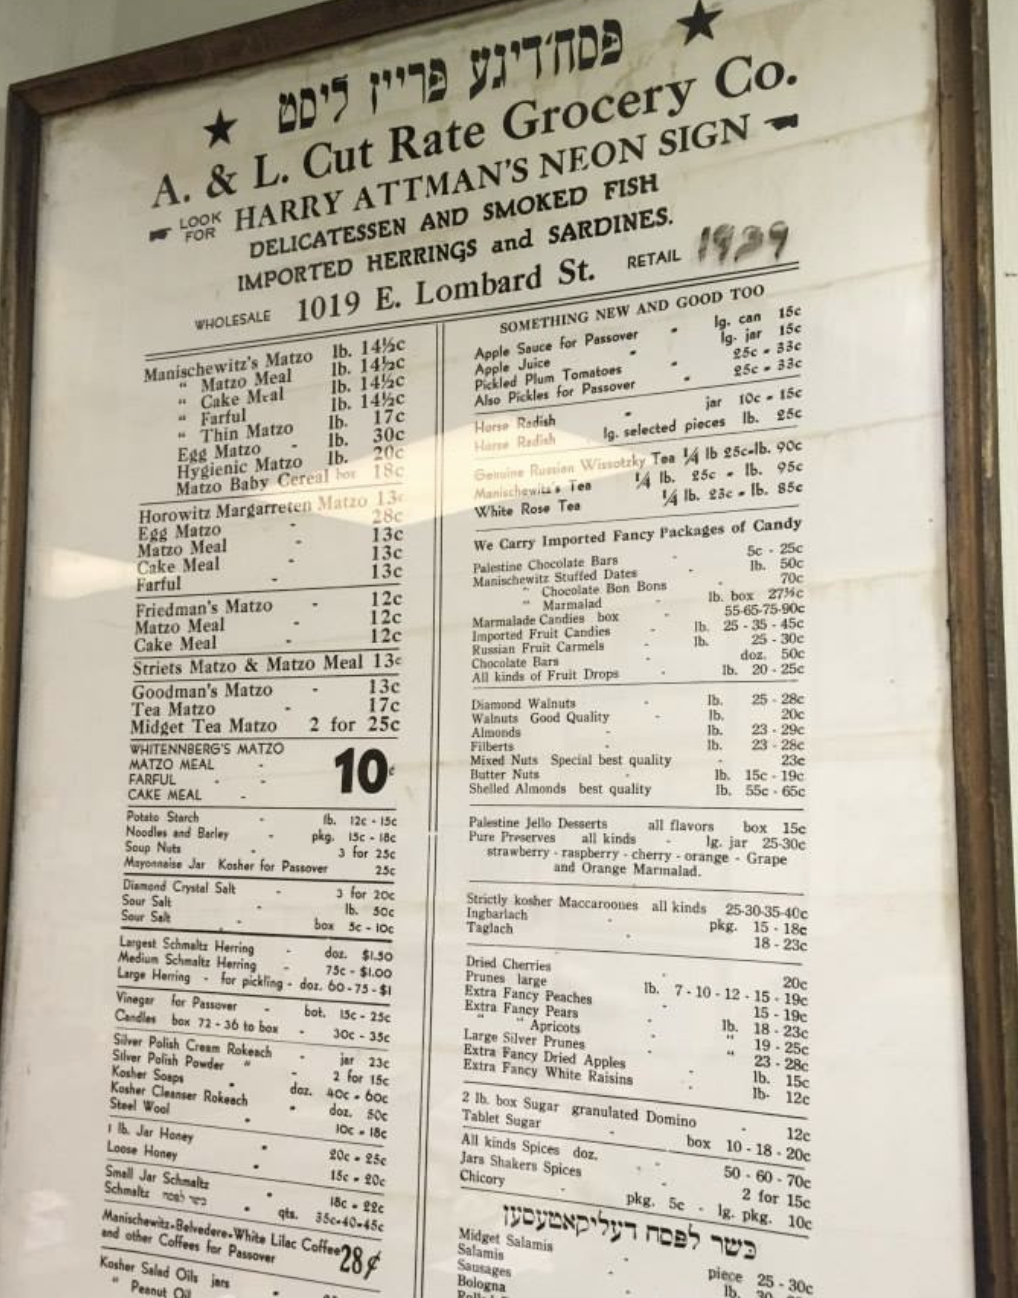 ★ פסח'דיגע פרייז ליסט ★
A. & L. Cut Rate Grocery Co.
LOOK FOR HARRY ATTMAN'S NEON SIGN
DELICATESSEN AND SMOKED FISH
IMPORTED HERRINGS and SARDINES.
WHOLESALE 1019 E. Lombard St. RETAIL 1939
Manischewitz's Matzo lb. 14½c
" Matzo Meal lb. 14½c
" Cake Meal lb. 14½c
" Farful lb. 14½c
" Thin Matzo lb. 17c
Egg Matzo - lb. 30c
Hygienic Matzo lb. 20c
Matzo Baby Cereal box 18c
Horowitz Margarreten Matzo 13c
Egg Matzo - 28c
Matzo Meal - 13c
Cake Meal - 13c
Farful - 13c
Friedman's Matzo - 12c
Matzo Meal - 12c
Cake Meal - 12c
Striets Matzo & Matzo Meal 13c
Goodman's Matzo - 13c
Tea Matzo - 17c
Midget Tea Matzo 2 for 25c
WHITENNBERG'S MATZO
MATZO MEAL - -
FARFUL - -
CAKE MEAL -
10c
Potato Starch - lb. 12c - 15c
Noodles and Barley - pkg. 15c - 18c
Soup Nuts - 3 for 25c
Mayonnaise Jar Kosher for Passover 25c
Diamond Crystal Salt - 3 for 20c
Sour Salt - lb. 50c
Sour Salt - box 5c - 10c
Largest Schmaltz Herring - doz. $1.50
Medium Schmaltz Herring - 75c - $1.00
Large Herring - for pickling - doz. 60 - 75 - $1
Vinegar for Passover - bot. 15c - 25c
Candles box 72 - 36 to box - 30c - 35c
Silver Polish Cream Rokeach - jar 23c
Silver Polish Powder " - 2 for 15c
Kosher Soaps - doz. 40c - 60c
Kosher Cleanser Rokeach - doz. 50c
Steel Wool - 10c - 18c
1 lb. Jar Honey - 20c - 25c
Loose Honey - 15c - 20c
Small Jar Schmaltz - 18c - 22c
Schmaltz כשר לפסח - qts. 35c-40-45c
Manischewitz-Belvedere-White Lilac Coffee
and other Coffees for Passover 28¢
Kosher Salad Oils jars
" Peanut Oil
SOMETHING NEW AND GOOD TOO
Apple Sauce for Passover - lg. can 15c
Apple Juice - lg. jar 15c
Pickled Plum Tomatoes - 25c - 33c
Also Pickles for Passover - 25c - 33c
Horse Radish - jar 10c - 15c
Horse Radish lg. selected pieces lb. 25c
Genuine Russian Wissotzky Tea ¼ lb 25c-lb. 90c
Manischewitz's Tea ¼ lb. 25c - lb. 95c
White Rose Tea ¼ lb. 23c - lb. 85c
We Carry Imported Fancy Packages of Candy
Palestine Chocolate Bars - 5c - 25c
Manischewitz Stuffed Dates - lb. 50c
" Chocolate Bon Bons - 70c
" Marmalad - lb. box 27½c
Marmalade Candies box - 55-65-75-90c
Imported Fruit Candies - lb. 25 - 35 - 45c
Russian Fruit Carmels - lb. 25 - 30c
Chocolate Bars - doz. 50c
All kinds of Fruit Drops - lb. 20 - 25c
Diamond Walnuts - lb. 25 - 28c
Walnuts Good Quality - lb. 20c
Almonds - lb. 23 - 29c
Filberts - lb. 23 - 28c
Mixed Nuts Special best quality - 23c
Butter Nuts - lb. 15c - 19c
Shelled Almonds best quality lb. 55c - 65c
Palestine Jello Desserts all flavors box 15c
Pure Preserves all kinds - lg. jar 25-30c
strawberry - raspberry - cherry - orange - Grape
and Orange Marmalad.
Strictly kosher Maccaroones all kinds 25-30-35-40c
Ingbarlach - pkg. 15 - 18c
Taglach - 18 - 23c
Dried Cherries - 20c
Prunes large lb. 7 - 10 - 12 - 15 - 19c
Extra Fancy Peaches - 15 - 19c
Extra Fancy Pears - lb. 18 - 23c
" " Apricots - " 19 - 25c
Large Silver Prunes - " 23 - 28c
Extra Fancy Dried Apples - lb. 15c
Extra Fancy White Raisins - lb- 12c
2 lb. box Sugar granulated Domino - 12c
Tablet Sugar - box 10 - 18 - 20c
All kinds Spices doz. - 50 - 60 - 70c
Jars Shakers Spices - 2 for 15c
Chicory - pkg. 5c - lg. pkg. 10c
כשר לפסח דעליקאטעסען
Midget Salamis - piece 25 - 30c
Salamis - lb. 30
Sausages
Bologna